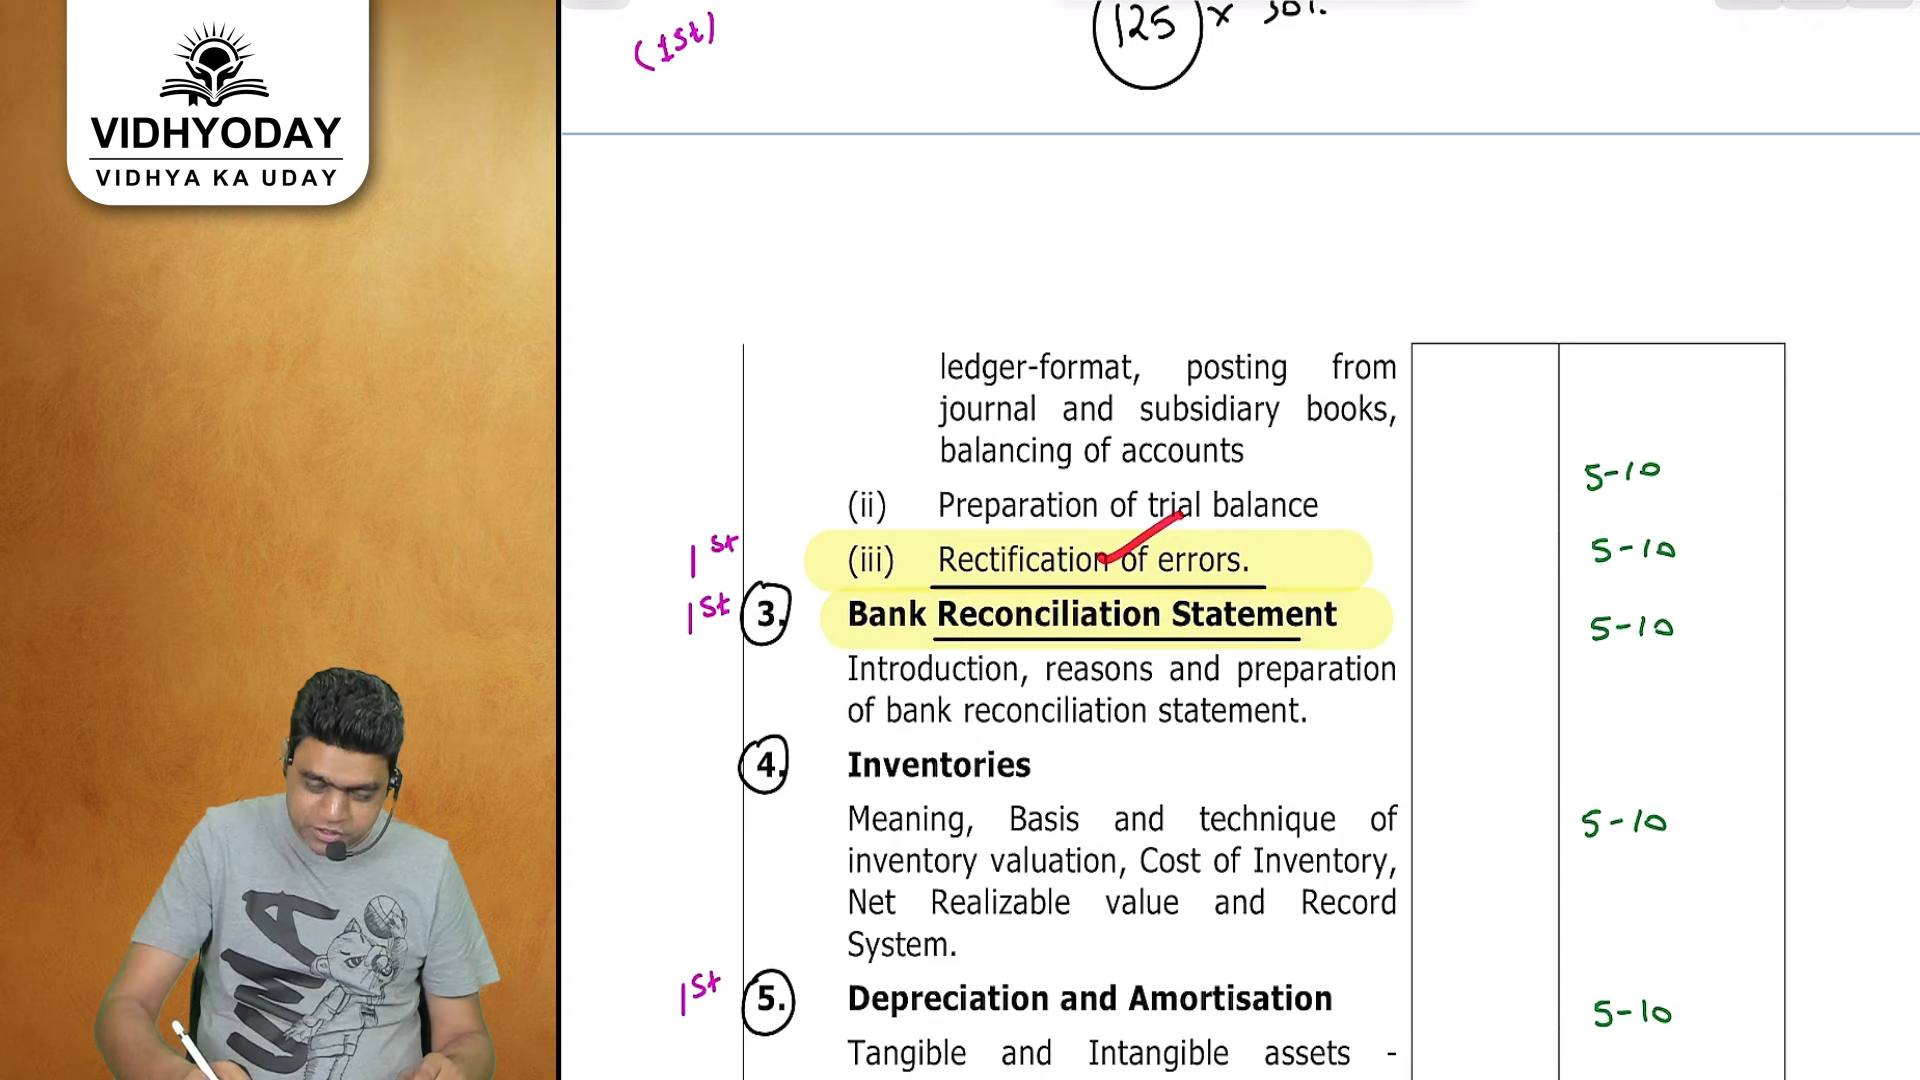 VIDHYODAY
VIDHYA KA UDAY
(1st)
125 x
ledger-format, posting from
journal and subsidiary books,
balancing of accounts
5-10
(ii) Preparation of trial balance
1st (iii) Rectification of errors. 5-10
1st 3. Bank Reconciliation Statement 5-10
Introduction, reasons and preparation
of bank reconciliation statement.
4. Inventories
Meaning, Basis and technique of 5-10
inventory valuation, Cost of Inventory,
Net Realizable value and Record
System.
1st 5. Depreciation and Amortisation 5-10
Tangible and Intangible assets -
UMA